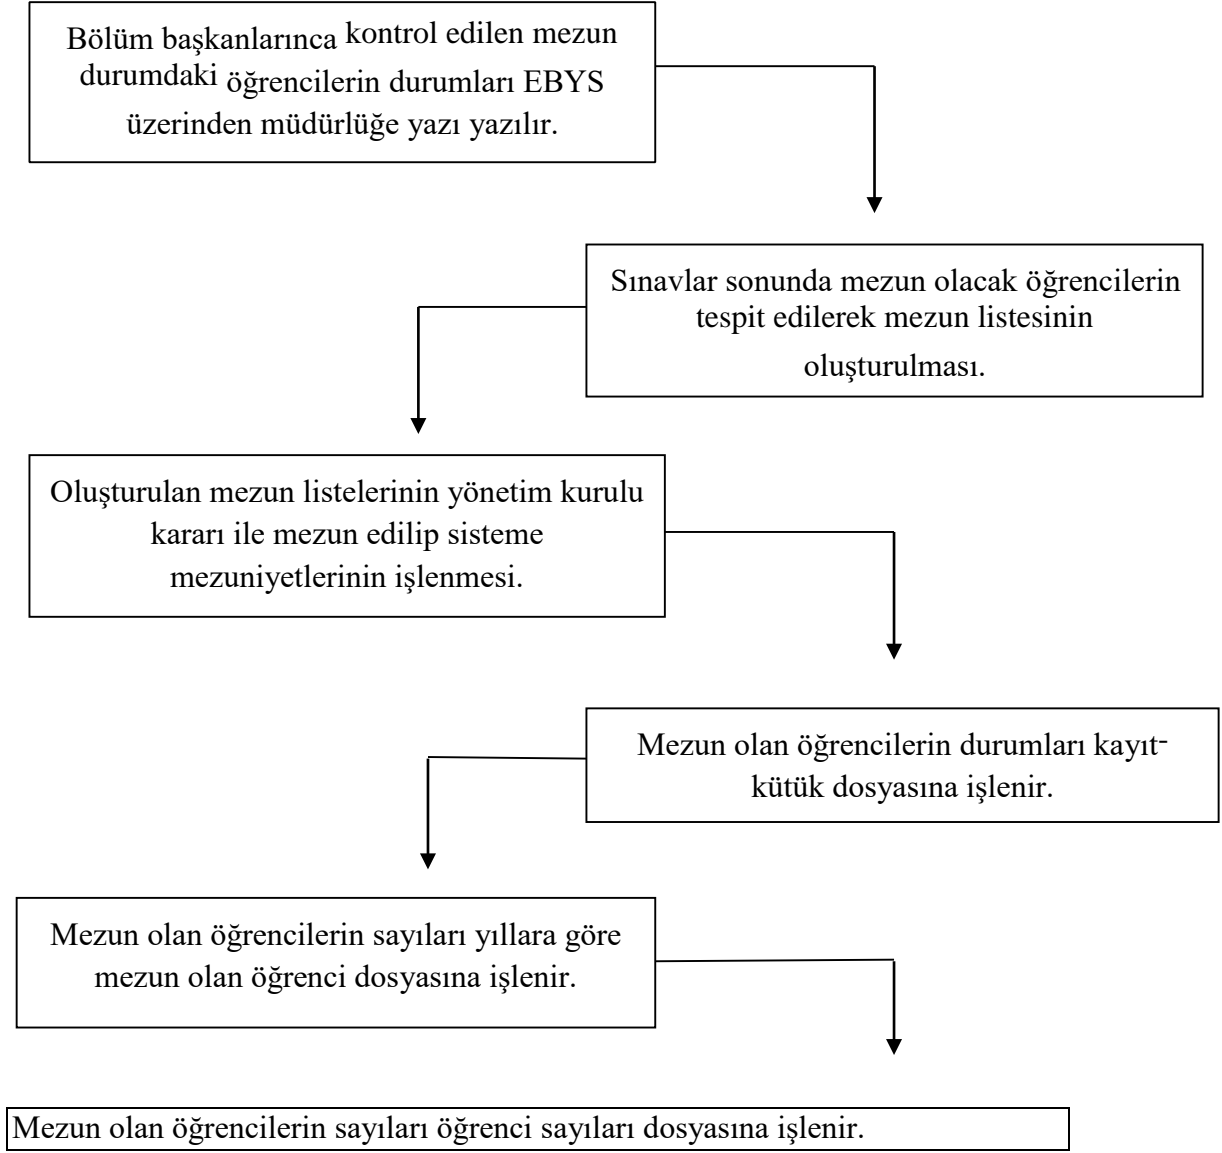 Bölüm başkanlarınca kontrol edilen mezun
durumdaki öğrencilerin durumları EBYS
üzerinden müdürlüğe yazı yazılır.
Sınavlar sonunda mezun olacak öğrencilerin
tespit edilerek mezun listesinin
oluşturulması.
Oluşturulan mezun listelerinin yönetim kurulu
kararı ile mezun edilip sisteme
mezuniyetlerinin işlenmesi.
Mezun olan öğrencilerin durumları kayıt-
kütük dosyasına işlenir.
Mezun olan öğrencilerin sayıları yıllara göre
mezun olan öğrenci dosyasına işlenir.
Mezun olan öğrencilerin sayıları öğrenci sayıları dosyasına işlenir.